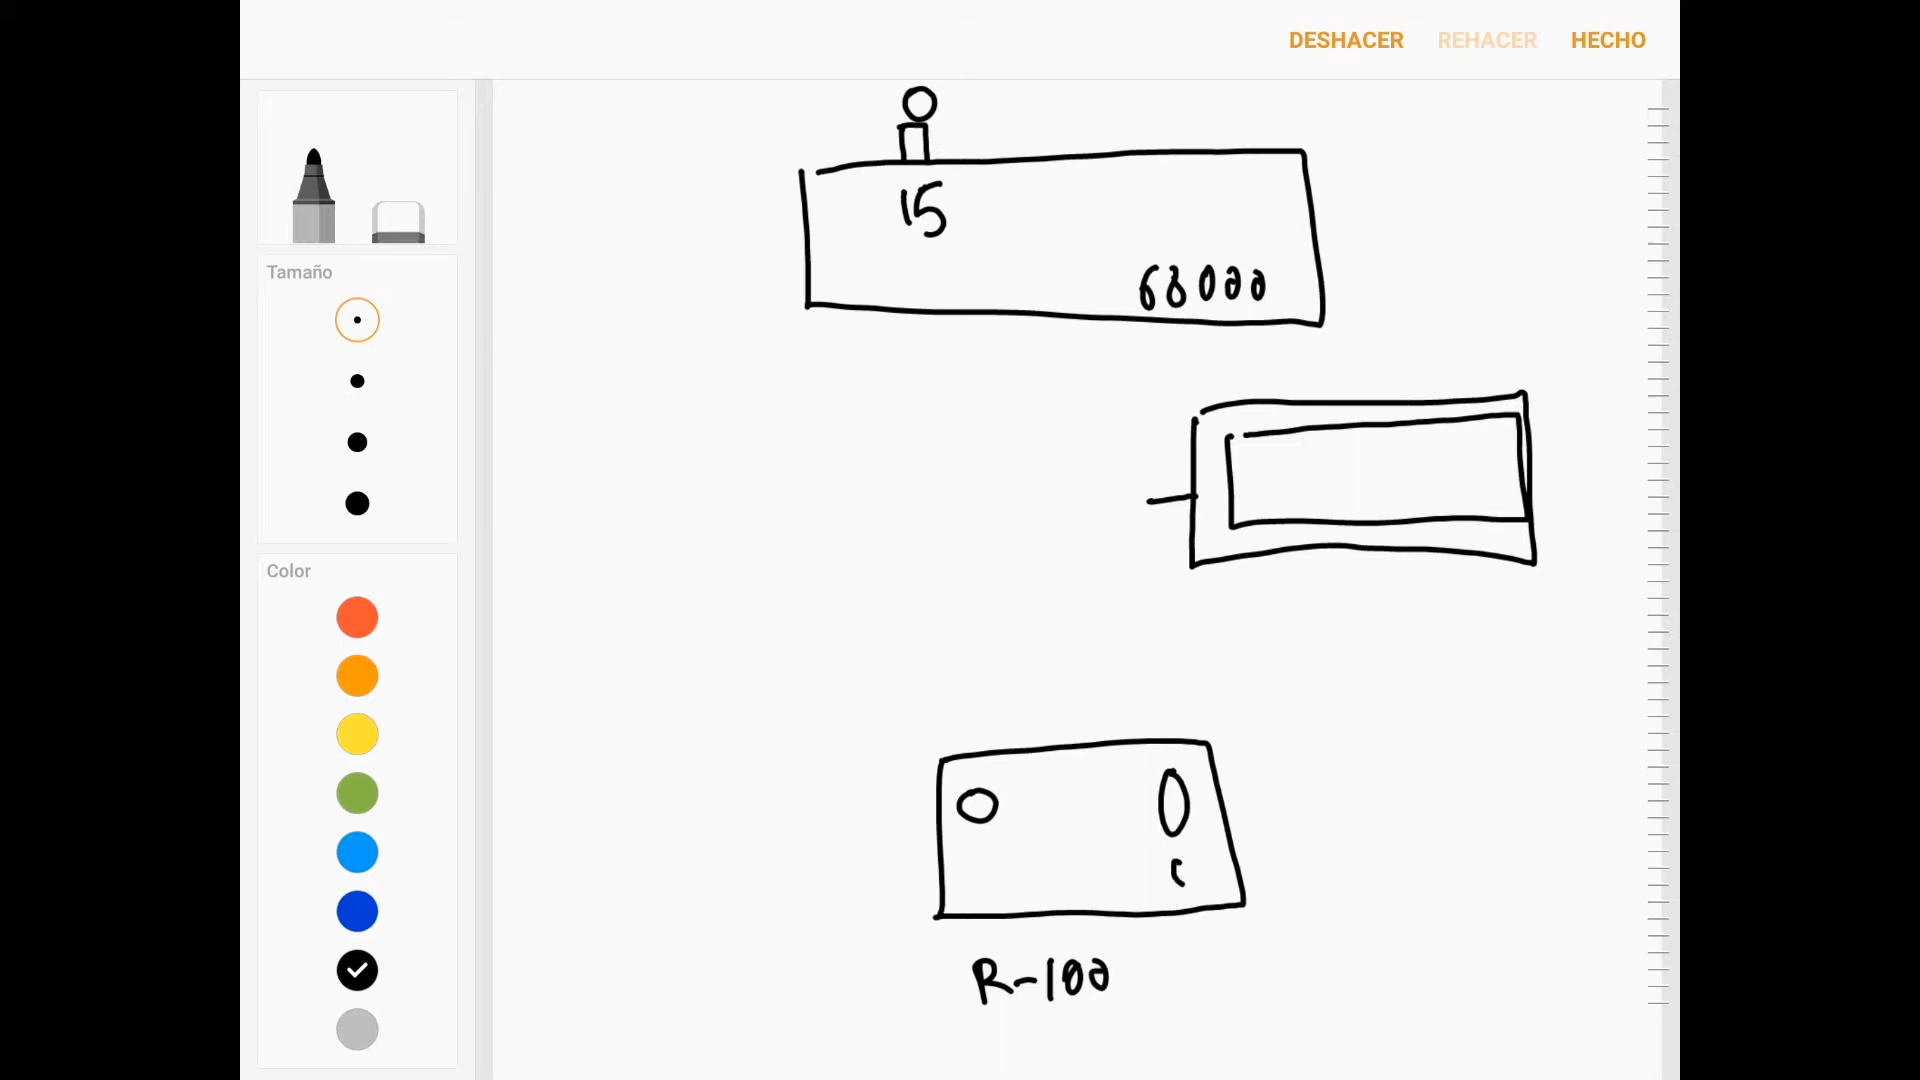 DESHACER REHACER HECHO
15
Tamaño
68000
Color
R-100